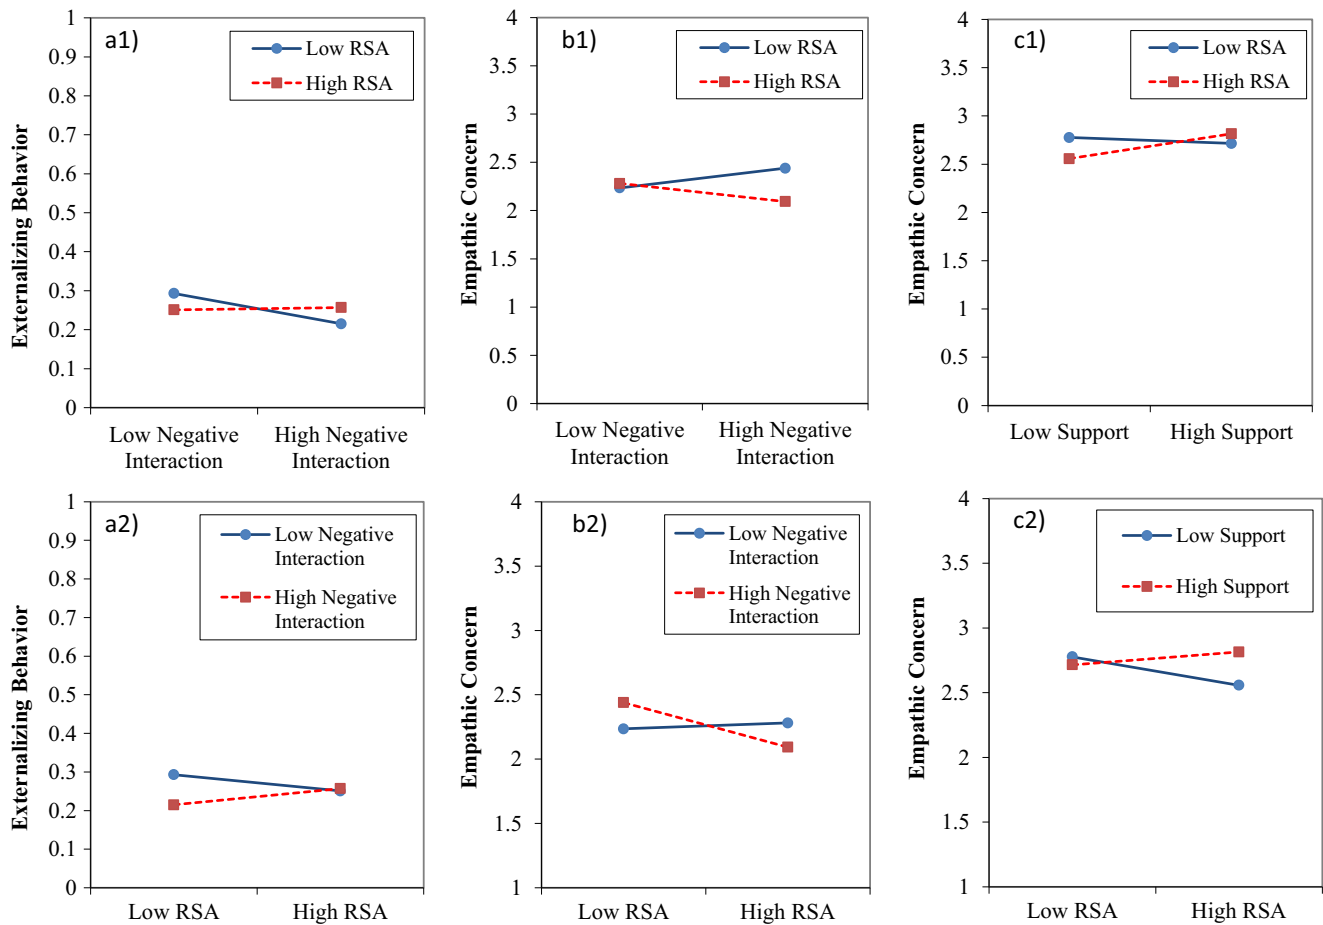 a1)
Low RSA
High RSA
Externalizing Behavior
1
0.9
0.8
0.7
0.6
0.5
0.4
0.3
0.2
0.1
0
Low Negative
Interaction
High Negative
Interaction
b1)
Low RSA
High RSA
Empathic Concern
4
3.5
3
2.5
2
1.5
1
0.5
0
Low Negative
Interaction
High Negative
Interaction
c1)
Low RSA
High RSA
Empathic Concern
4
3.5
3
2.5
2
1.5
1
0.5
0
Low Support
High Support
a2)
Low Negative
Interaction
High Negative
Interaction
Externalizing Behavior
1
0.9
0.8
0.7
0.6
0.5
0.4
0.3
0.2
0.1
0
Low RSA
High RSA
b2)
Low Negative
Interaction
High Negative
Interaction
Empathic Concern
4
3.5
3
2.5
2
1.5
1
Low RSA
High RSA
c2)
Low Support
High Support
Empathic Concern
4
3.5
3
2.5
2
1.5
1
Low RSA
High RSA